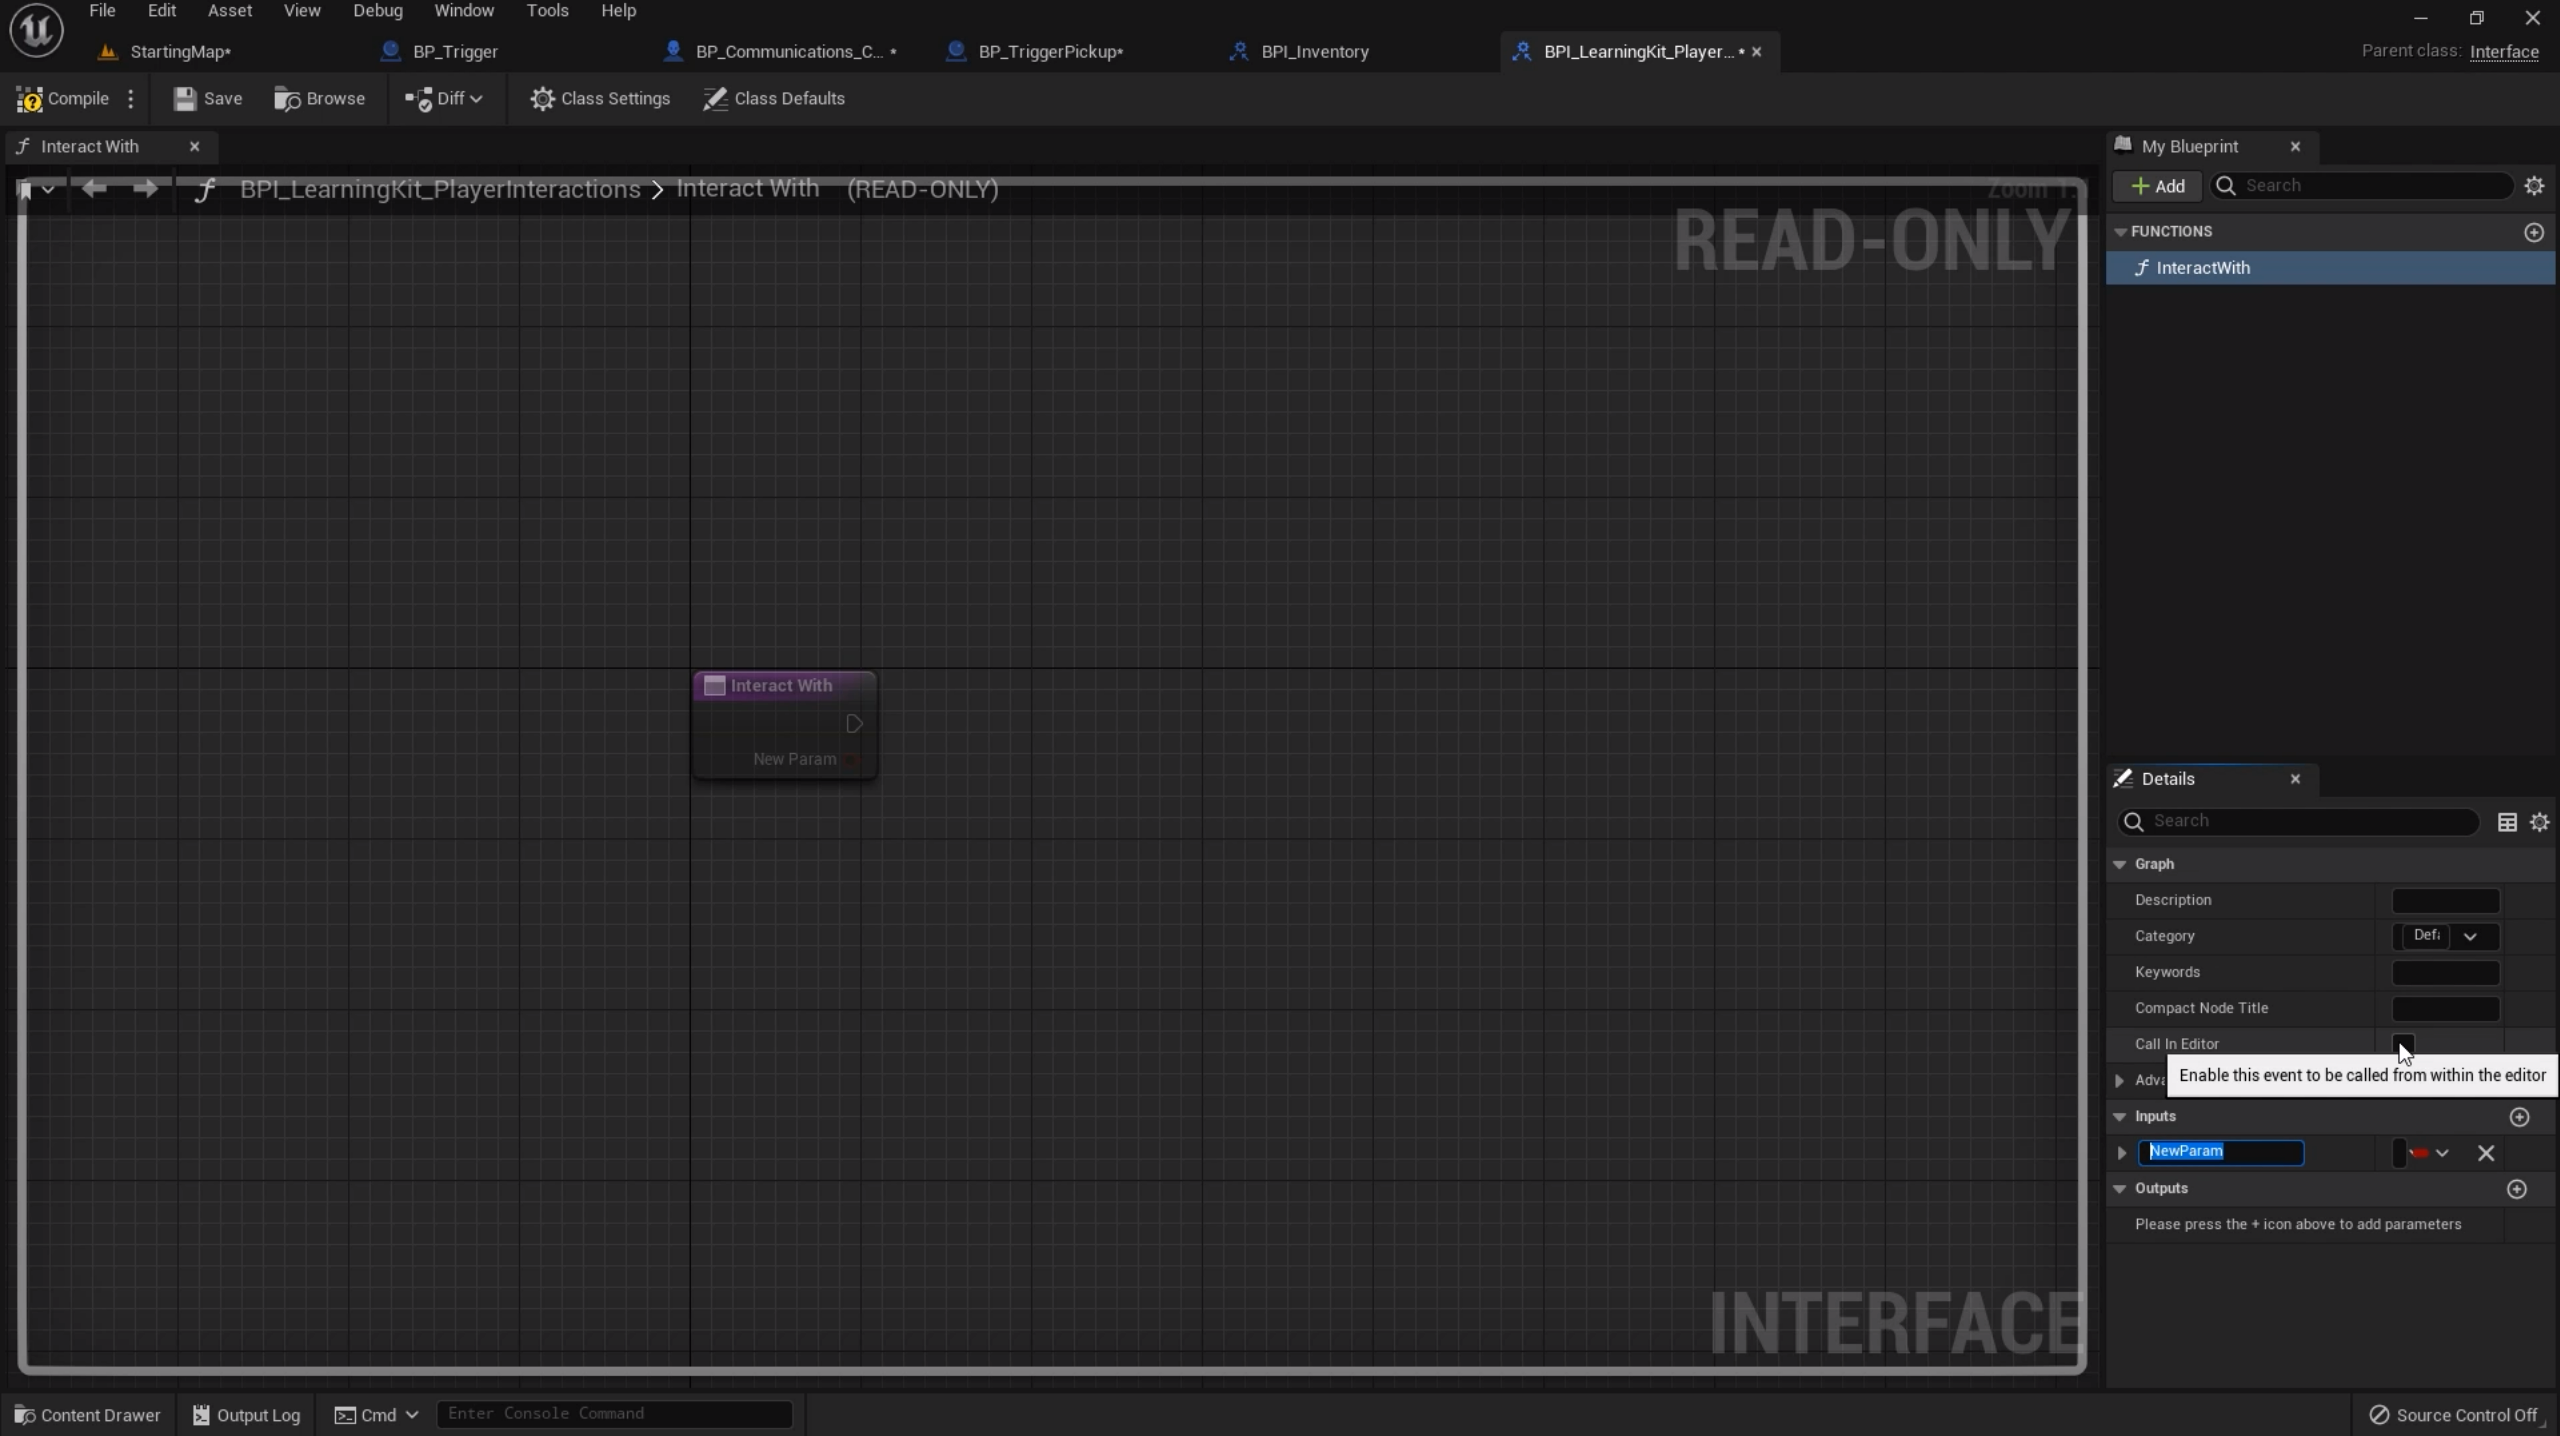 File Edit Asset View Debug Window Tools Help
StartingMap* BP_Trigger BP_Communications_C... * BP_TriggerPickup* BPI_Inventory BPI_LearningKit_Player... *
Parent class: Interface
Compile Save Browse Diff Class Settings Class Defaults
Interact With
BPI_LearningKit_PlayerInteractions > Interact With (READ-ONLY)
Zoom 1:1
READ-ONLY
Interact With
New Param
INTERFACE
My Blueprint
+ Add Search
FUNCTIONS
InteractWith
Details
Search
Graph
Description
Category Defa
Keywords
Compact Node Title
Call In Editor
Adva
Enable this event to be called from within the editor
Inputs
NewParam
Outputs
Please press the + icon above to add parameters
Content Drawer Output Log Cmd Enter Console Command Source Control Off